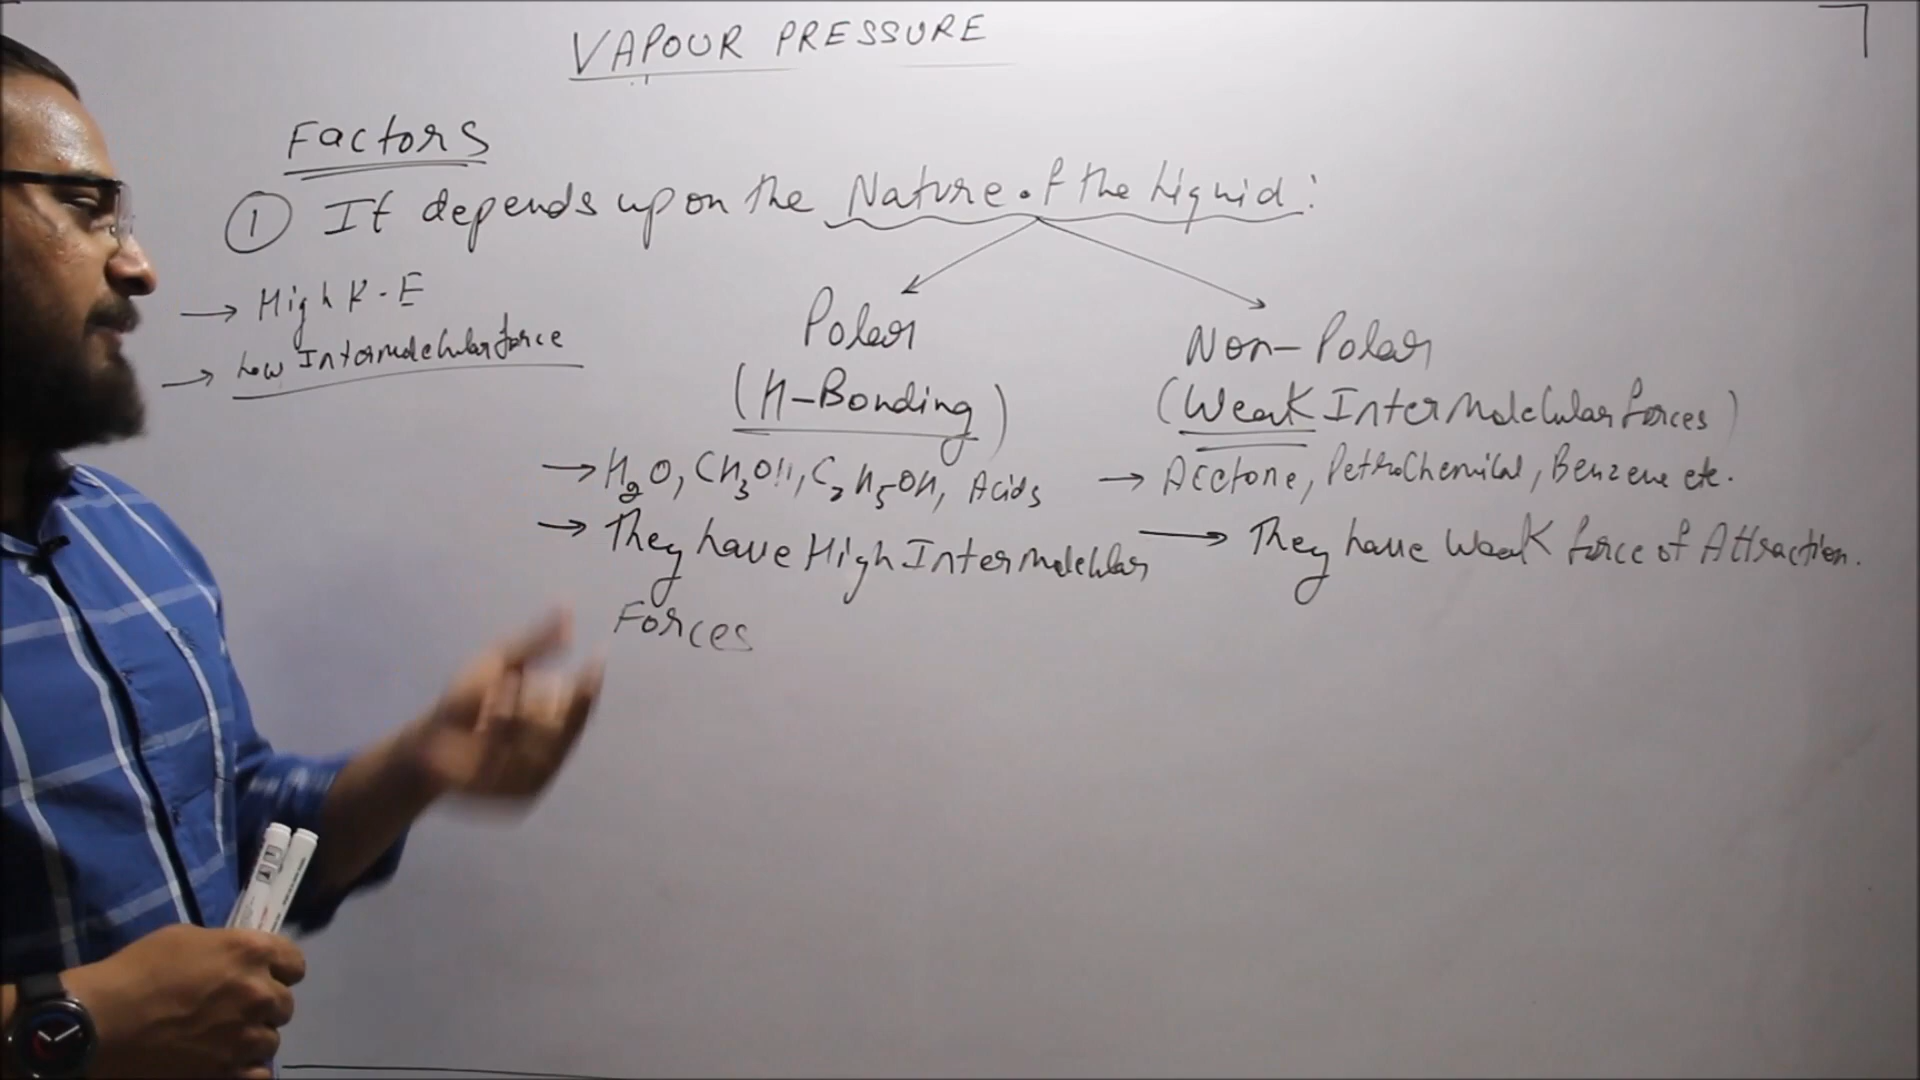 VAPOUR PRESSURE
Factors
① It depends upon the Nature of the Liquid:
→ High K-E
→ Low Intermolecular force
Polar
(H-Bonding)
→ H₂O, CH₃OH, C₂H₅OH, Acids
→ They have High Intermolecular
Forces
Non-Polar
(Weak Intermolecular forces)
→ Acetone, Petrochemical, Benzene etc.
→ They have weak force of Attraction.